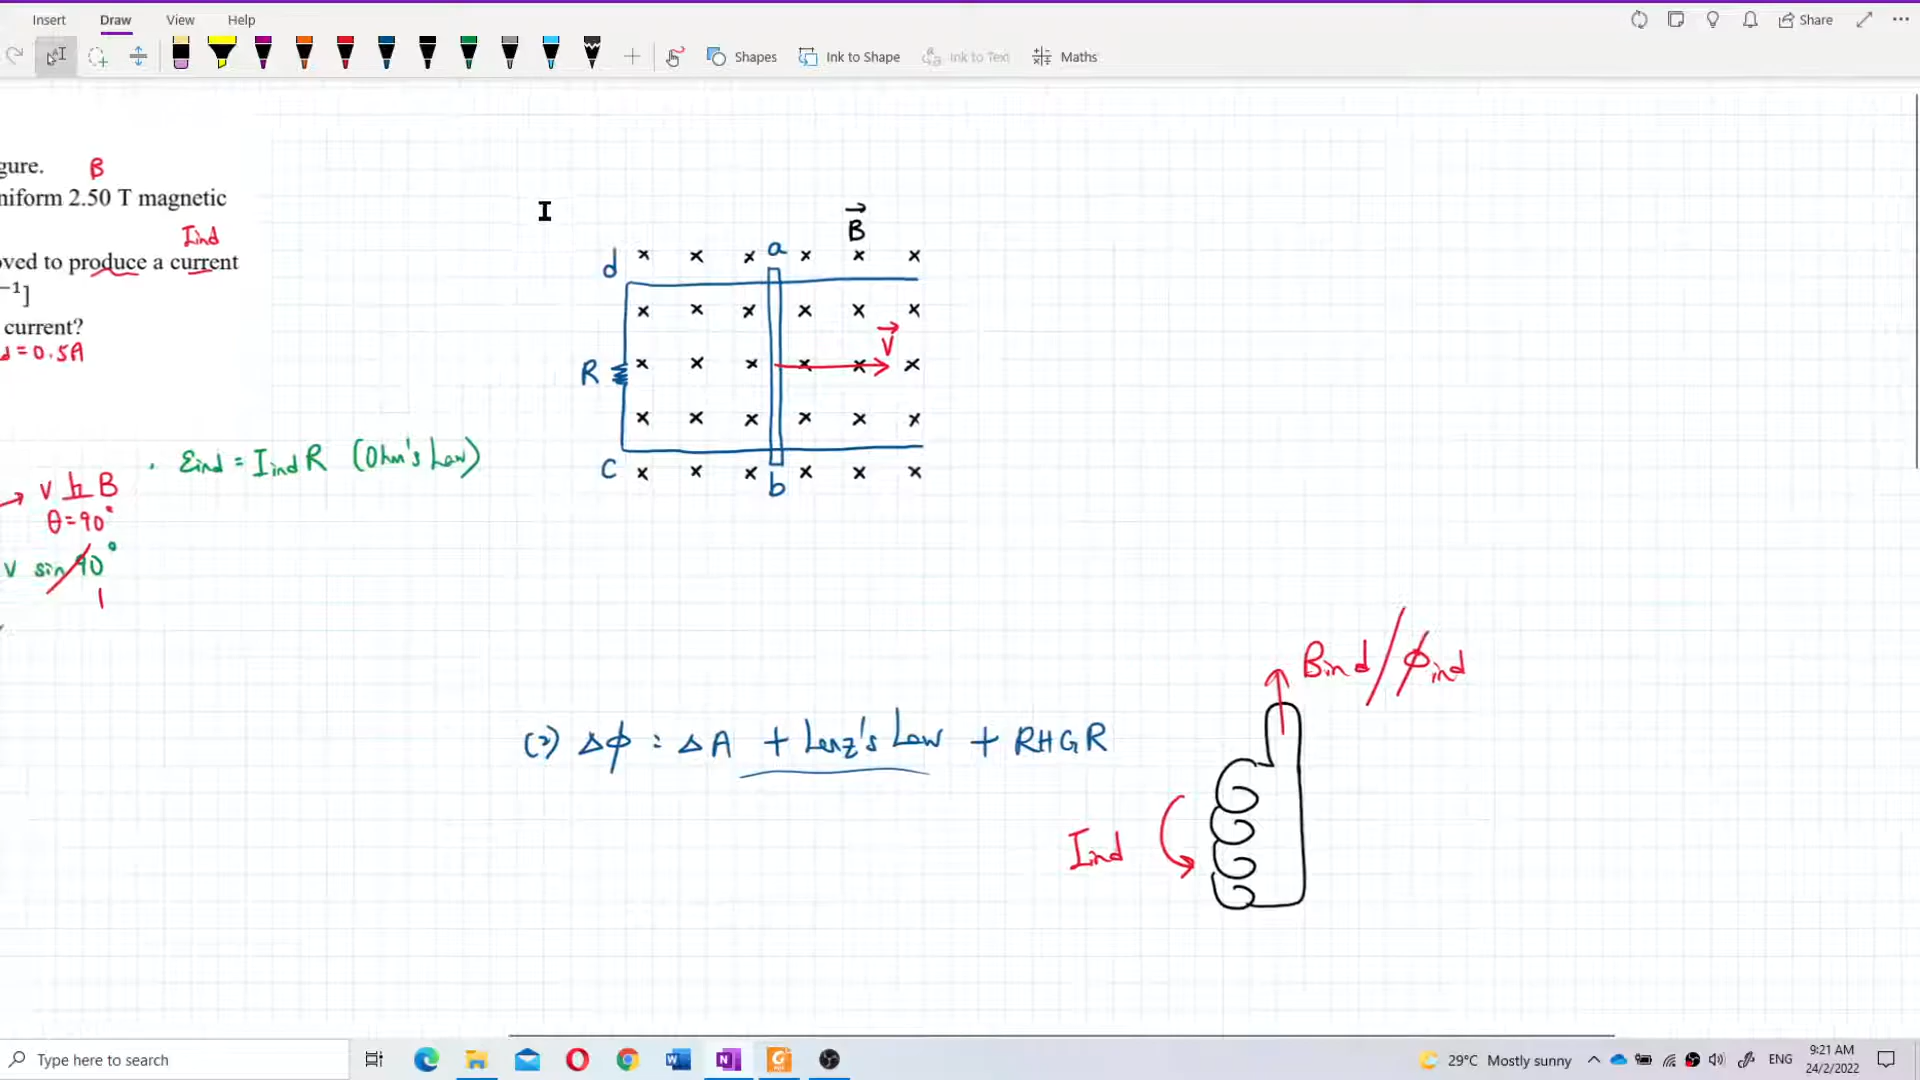 Insert Draw View Help
Share
Shapes Ink to Shape Ink to Text Maths
gure.
B
niform 2.50 T magnetic
Iind
oved to produce a current
−1]
current?
d = 0.5A
εind = Iind R (Ohm's Law)
v ⊥ B
θ = 90°
v sin 90°
1
I
B
d
a
v
R
c
b
(2) Δϕ : ΔA + Lenz's Law + RHGR
Bind / ϕind
Iind
Type here to search
29°C Mostly sunny
ENG
9:21 AM
24/2/2022